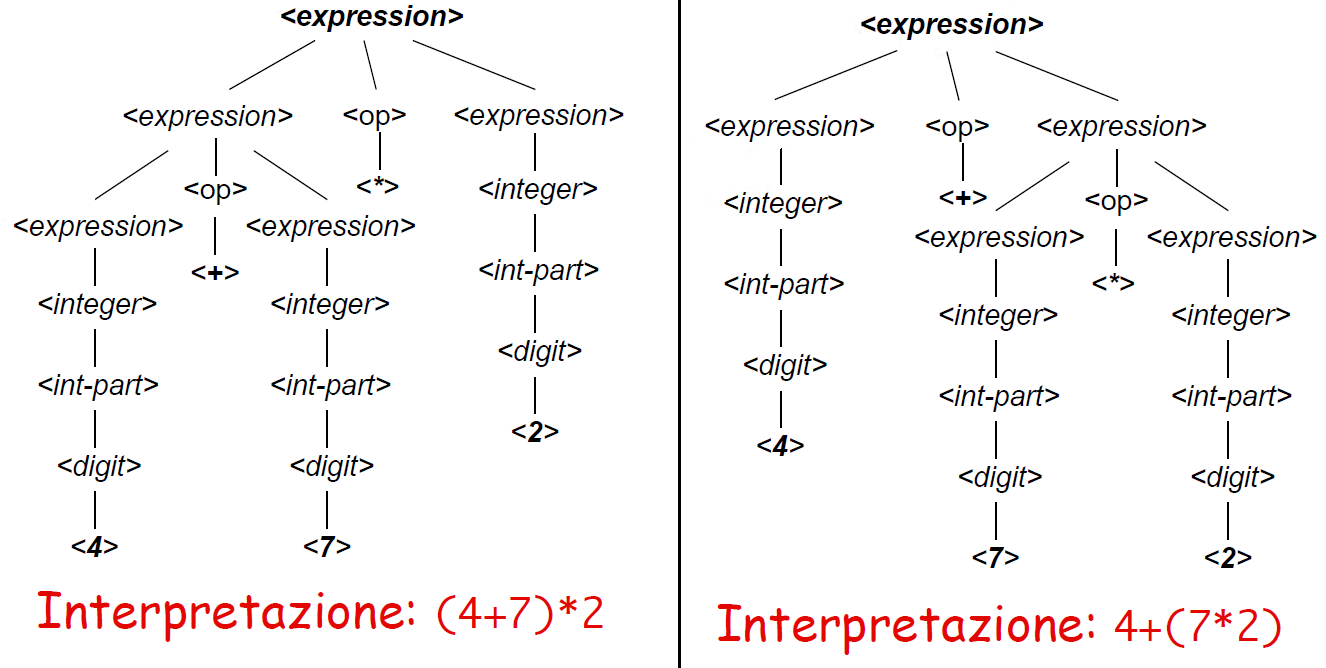 <expression>
<expression> <op> <expression>
<op> <*> <integer>
<expression> <expression>
<+> <int-part>
<integer> <integer>
<digit>
<int-part> <int-part>
<2>
<digit> <digit>
<4> <7>
Interpretazione: (4+7)*2
<expression>
<expression> <op> <expression>
<integer> <+> <op>
<expression> <expression>
<int-part> <*>
<integer> <integer>
<digit>
<int-part> <int-part>
<4>
<digit> <digit>
<7> <2>
Interpretazione: 4+(7*2)